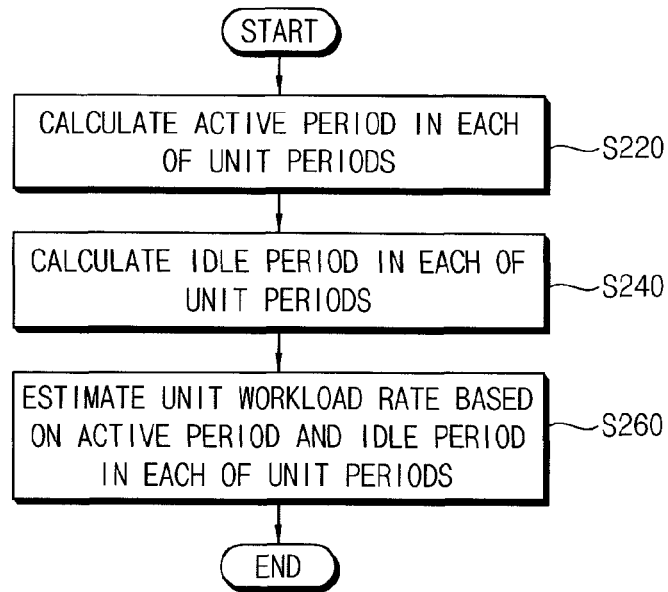 START
CALCULATE ACTIVE PERIOD IN EACH
OF UNIT PERIODS
S220
CALCULATE IDLE PERIOD IN EACH OF
UNIT PERIODS
S240
ESTIMATE UNIT WORKLOAD RATE BASED
ON ACTIVE PERIOD AND IDLE PERIOD
IN EACH OF UNIT PERIODS
S260
END